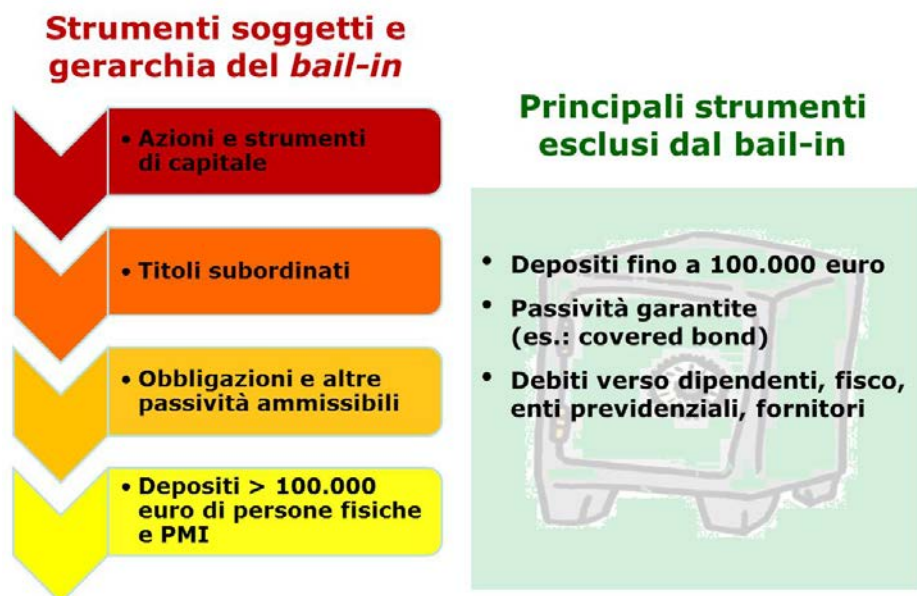 Strumenti soggetti e
gerarchia del bail-in
• Azioni e strumenti
di capitale
• Titoli subordinati
• Obbligazioni e altre
passività ammissibili
• Depositi > 100.000
euro di persone fisiche
e PMI
Principali strumenti
esclusi dal bail-in
• Depositi fino a 100.000 euro
• Passività garantite
(es.: covered bond)
• Debiti verso dipendenti, fisco,
enti previdenziali, fornitori